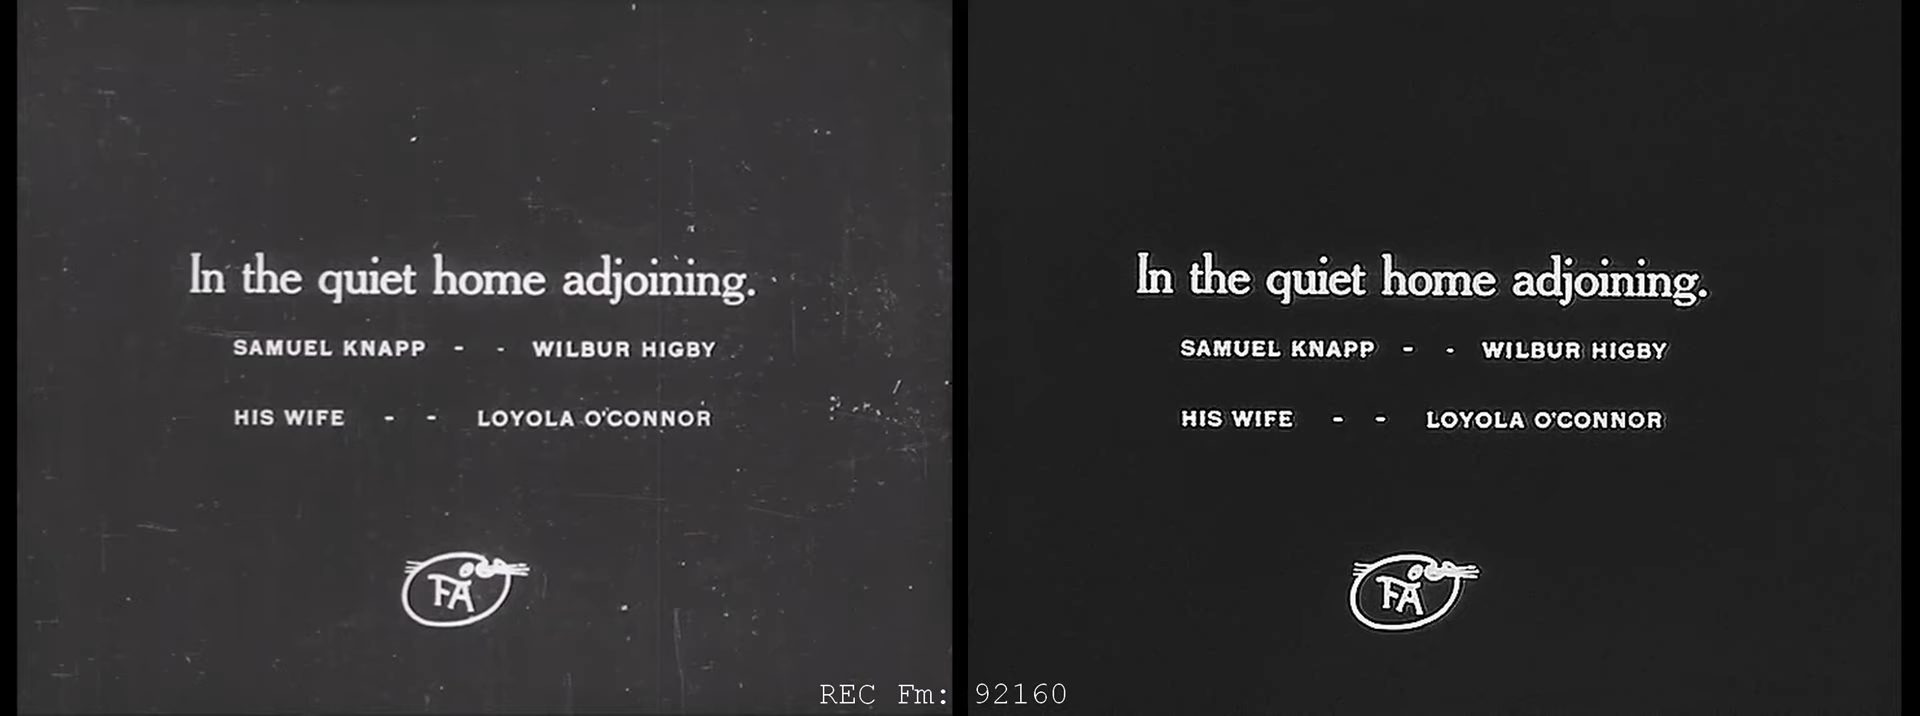 In the quiet home adjoining.
SAMUEL KNAPP - - WILBUR HIGBY
HIS WIFE - - LOYOLA O'CONNOR
FA
In the quiet home adjoining.
SAMUEL KNAPP - - WILBUR HIGBY
HIS WIFE - - LOYOLA O'CONNOR
FA
REC Fm: 92160